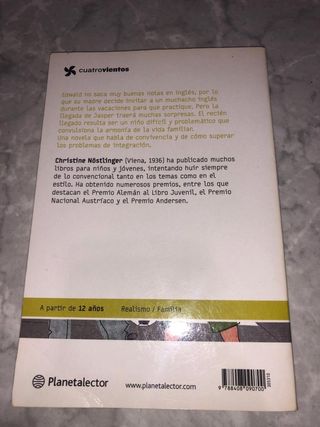 cuatrovientos
Edwald no saca muy buenas notas en inglés, por lo
que su madre decide invitar a un muchacho inglés
durante las vacaciones para que practique. Pero la
llegada de Jasper traerá muchas sorpresas. El recién
llegado resulta ser un niño difícil y problemático que
convulsiona la armonía de la vida familiar.
Una novela que habla de convivencia y de cómo superar
los problemas de integración.
Christine Nöstlinger (Viena, 1936) ha publicado muchos
libros para niños y jóvenes, intentando huir siempre
de lo convencional tanto en los temas como en el
estilo. Ha obtenido numerosos premios, entre los que
destacan el Premio Alemán al Libro Juvenil, el Premio
Nacional Austríaco y el Premio Andersen.
A partir de 12 años
Realismo / Familia
Planetalector
www.planetalector.com
9 788408 090700